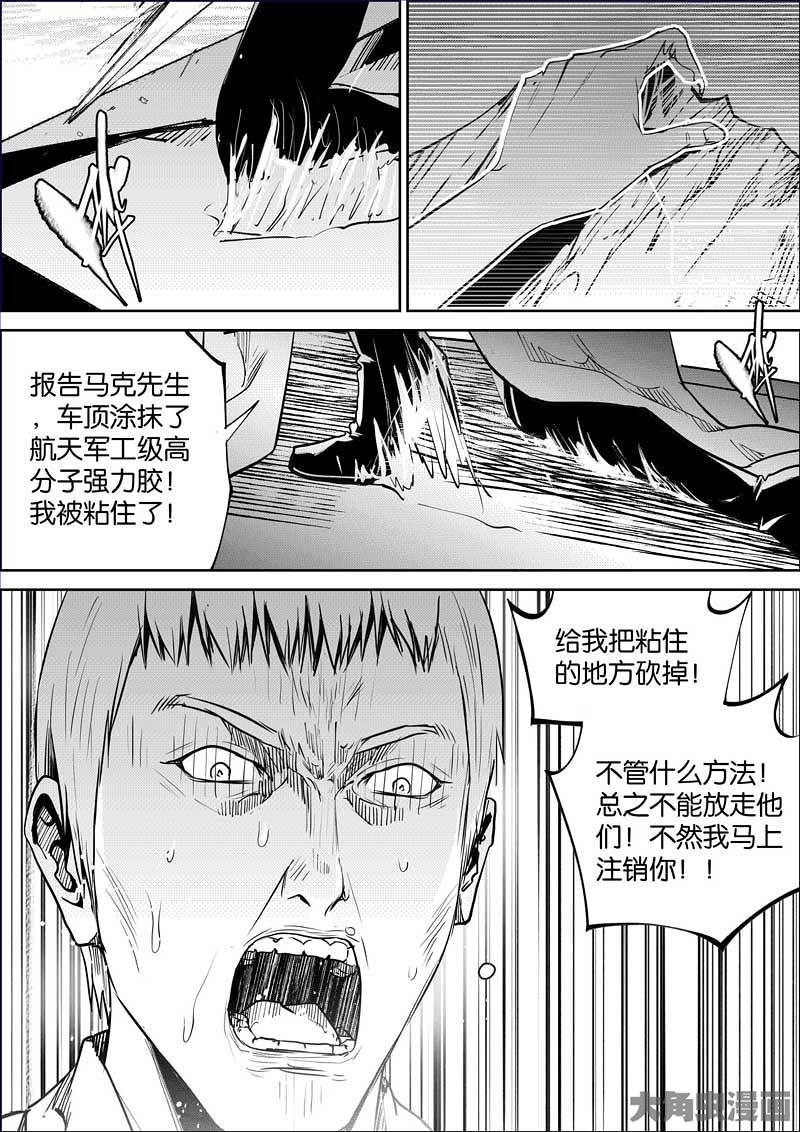 报告马克先生
，车顶涂抹了
航天军工级高
分子强力胶！
我被粘住了！
给我把粘住
的地方砍掉！
不管什么方法！
总之不能放走他
们！不然我马上
注销你！！
大角虫漫画